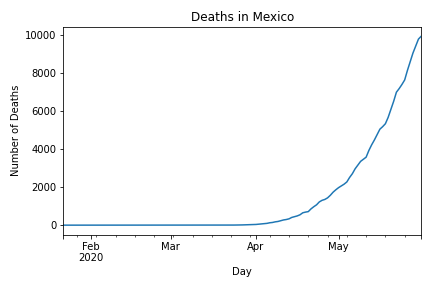 Deaths in Mexico
10000
8000
6000
4000
2000
0
Number of Deaths
Feb
2020
Mar
Apr
May
Day